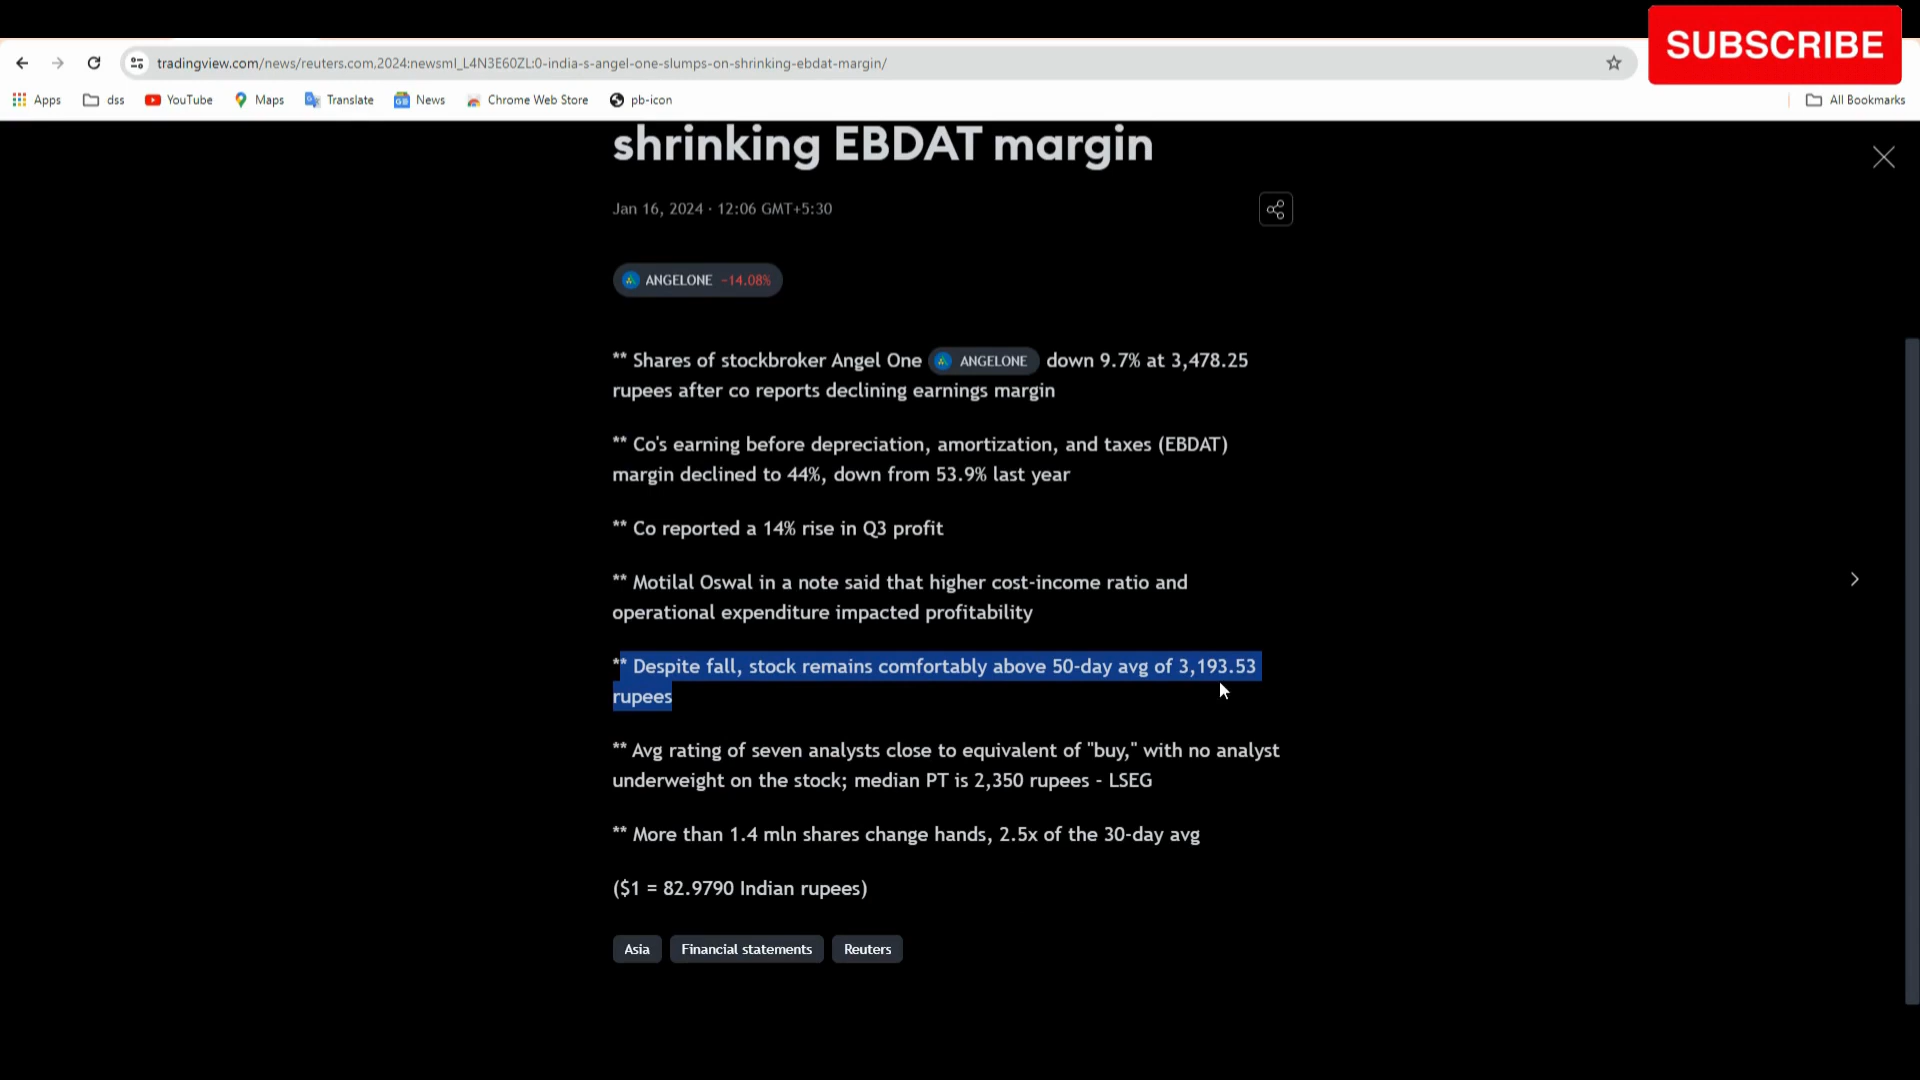 SUBSCRIBE
tradingview.com/news/reuters.com,2024:newsml_L4N3E60ZL:0-india-s-angel-one-slumps-on-shrinking-ebdat-margin/
Apps dss YouTube Maps Translate News Chrome Web Store pb-icon All Bookmarks
shrinking EBDAT margin
Jan 16, 2024 · 12:06 GMT+5:30
ANGELONE −14.08%
** Shares of stockbroker Angel One ANGELONE down 9.7% at 3,478.25
rupees after co reports declining earnings margin
** Co's earning before depreciation, amortization, and taxes (EBDAT)
margin declined to 44%, down from 53.9% last year
** Co reported a 14% rise in Q3 profit
** Motilal Oswal in a note said that higher cost-income ratio and
operational expenditure impacted profitability
** Despite fall, stock remains comfortably above 50-day avg of 3,193.53
rupees
** Avg rating of seven analysts close to equivalent of "buy," with no analyst
underweight on the stock; median PT is 2,350 rupees - LSEG
** More than 1.4 mln shares change hands, 2.5x of the 30-day avg
($1 = 82.9790 Indian rupees)
Asia Financial statements Reuters